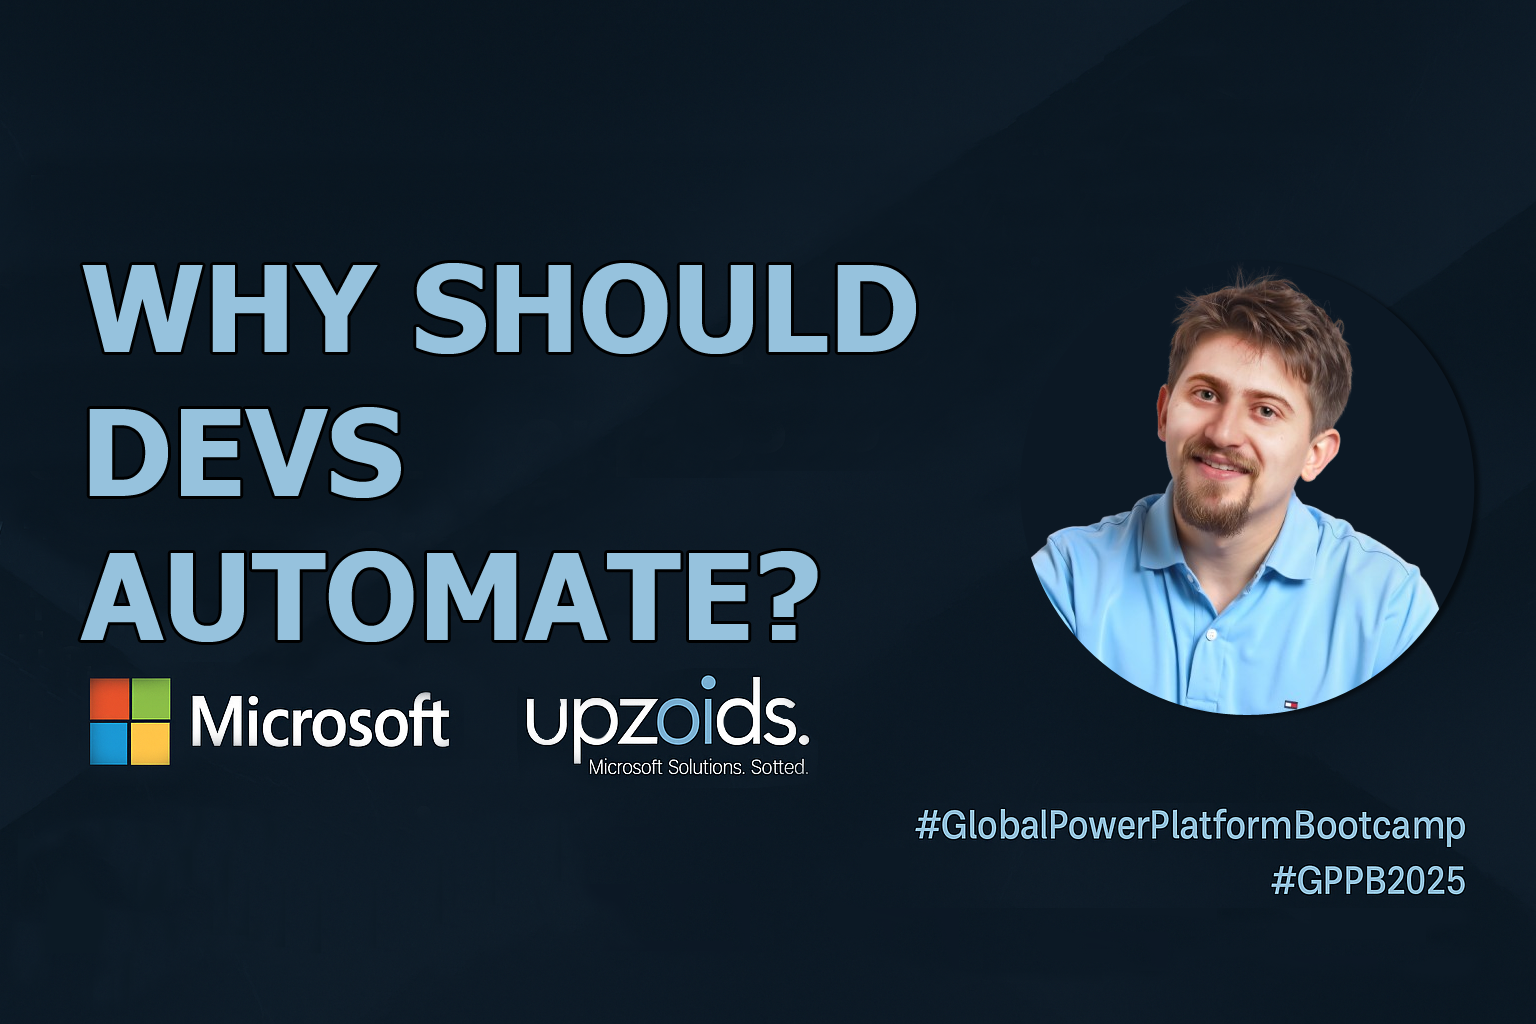 WHY SHOULD
DEVS
AUTOMATE?
Microsoft
upzoids.
Microsoft Solutions. Sotted.
#GlobalPowerPlatformBootcamp
#GPPB2025